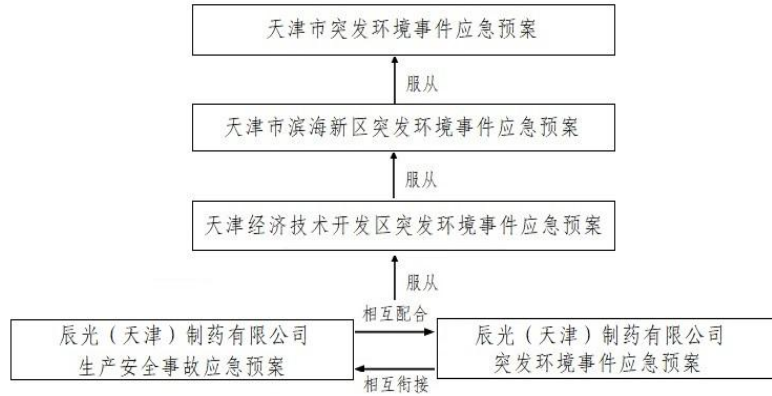 天津市突发环境事件应急预案
服从
天津市滨海新区突发环境事件应急预案
服从
天津经济技术开发区突发环境事件应急预案
服从
相互配合
辰光（天津）制药有限公司
生产安全事故应急预案
辰光（天津）制药有限公司
突发环境事件应急预案
相互衔接